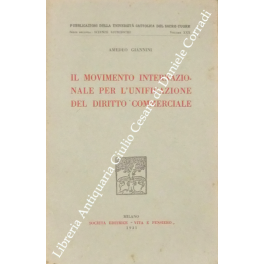 PUBBLICAZIONI DELLA UNIVERSITÀ CATTOLICA DEL SACRO CUORE
AMEDEO GIANNINI
IL MOVIMENTO INTERNAZIO-
NALE PER L'UNIFICAZIONE
DEL DIRITTO COMMERCIALE
MILANO
SOCIETÀ EDITRICE "VITA E PENSIERO"
Libreria Antiquaria Giulio Cesare di Daniele Corradi